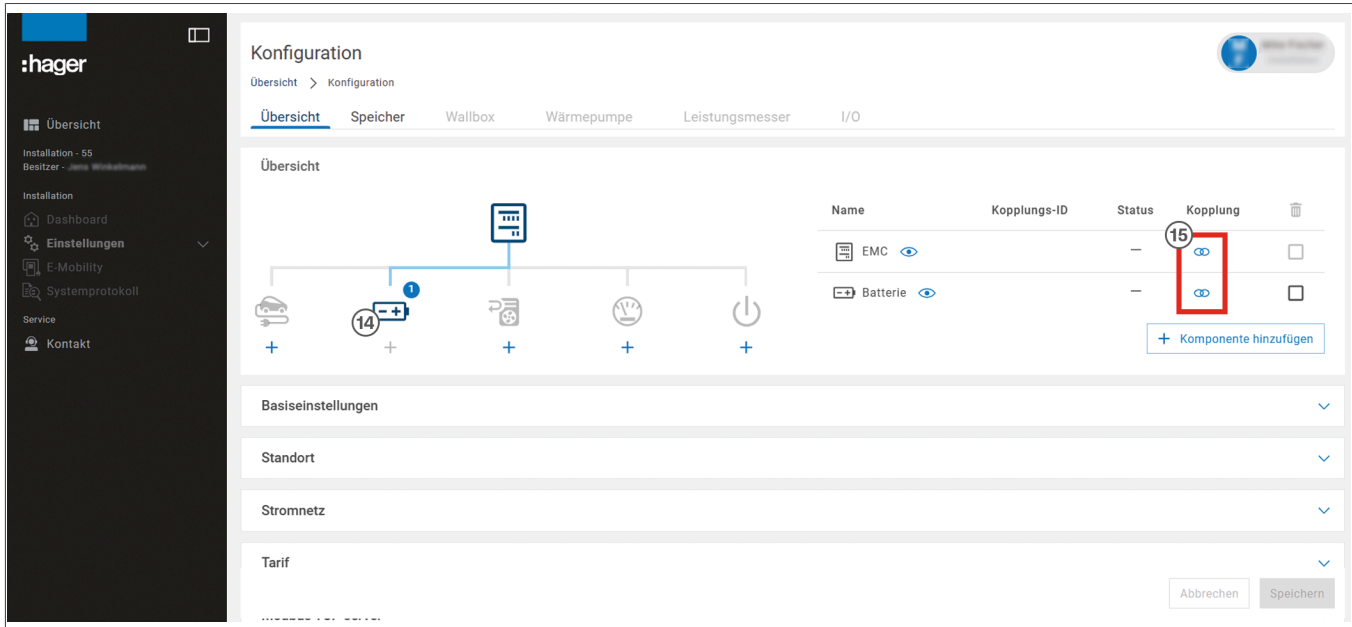 :hager
Übersicht
Installation - 55
Besitzer -
Installation
Dashboard
Einstellungen
E-Mobility
Systemprotokoll
Service
Kontakt
Konfiguration
Übersicht > Konfiguration
Übersicht Speicher Wallbox Wärmepumpe Leistungsmesser I/O
Übersicht
1
14
+ + + + +
Name Kopplungs-ID Status Kopplung
15
EMC –
Batterie –
+ Komponente hinzufügen
Basiseinstellungen
Standort
Stromnetz
Tarif
Abbrechen Speichern